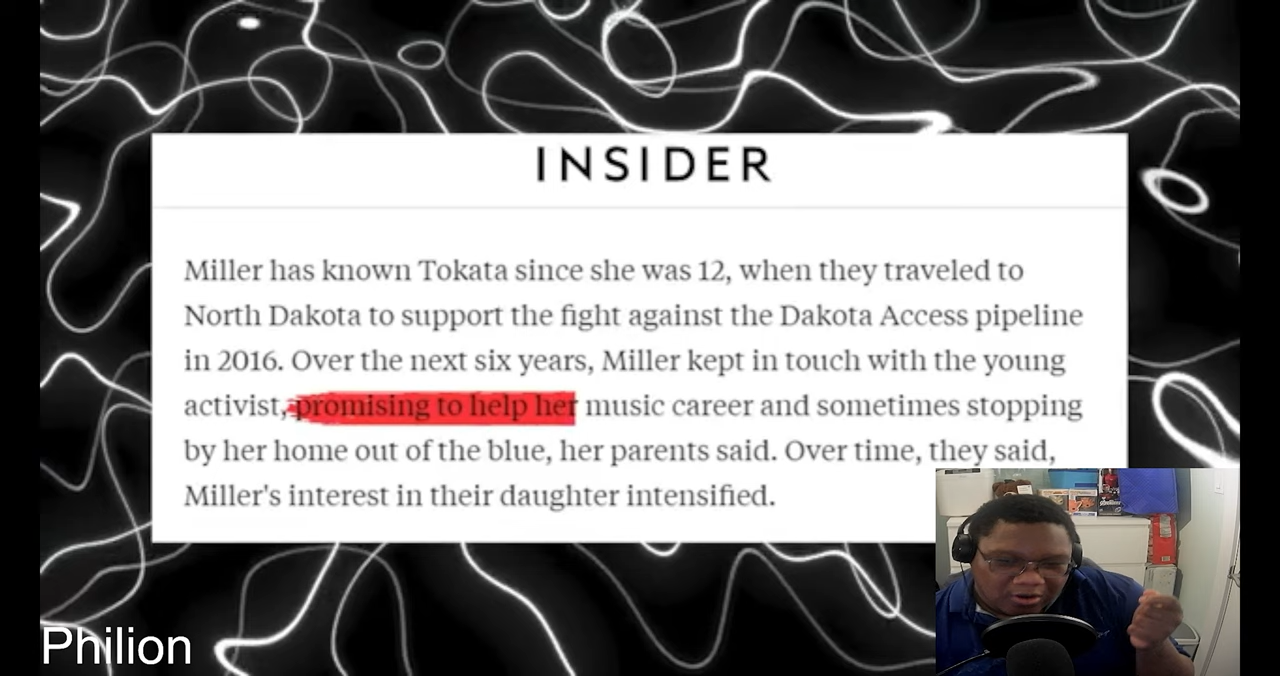 INSIDER
Miller has known Tokata since she was 12, when they traveled to
North Dakota to support the fight against the Dakota Access pipeline
in 2016. Over the next six years, Miller kept in touch with the young
activist, promising to help her music career and sometimes stopping
by her home out of the blue, her parents said. Over time, they said,
Miller's interest in their daughter intensified.
Philion